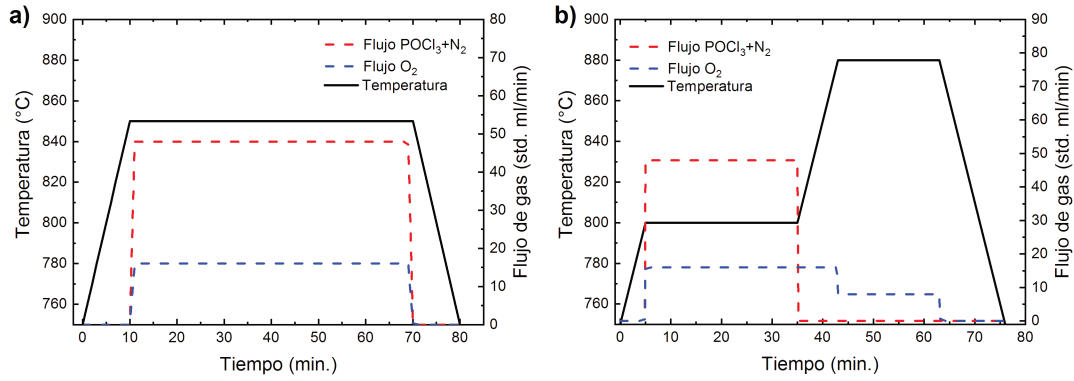 a)
Temperatura (°C)
900
880
860
840
820
800
780
760
Flujo POCl₃+N₂
Flujo O₂
Temperatura
80
70
60
50
40
30
20
10
0
Flujo de gas (std. ml/min)
0 10 20 30 40 50 60 70 80
Tiempo (min.)
b)
Temperatura (°C)
900
880
860
840
820
800
780
760
Flujo POCl₃+N₂
Flujo O₂
Temperatura
90
80
70
60
50
40
30
20
10
0
Flujo de gas (std. ml/min)
0 10 20 30 40 50 60 70 80
Tiempo (min.)